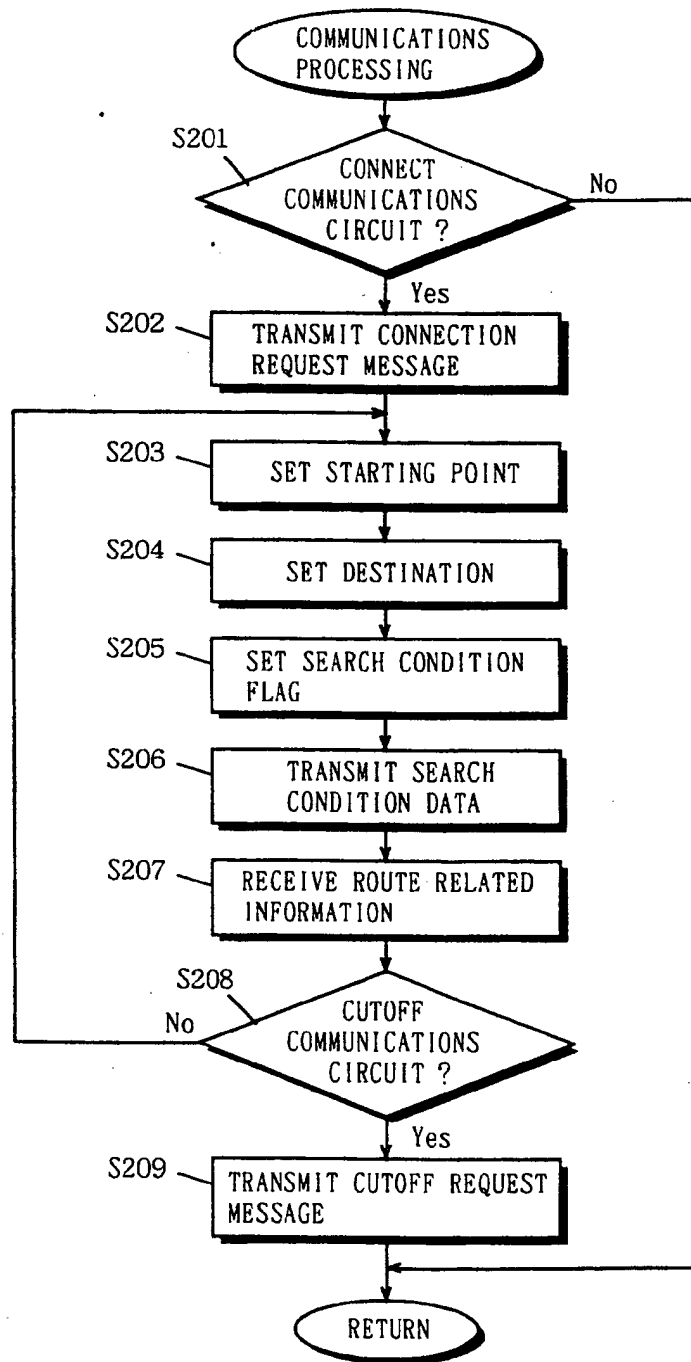 COMMUNICATIONS
PROCESSING
S201
CONNECT
COMMUNICATIONS
CIRCUIT ?
No
Yes
S202
TRANSMIT CONNECTION
REQUEST MESSAGE
S203
SET STARTING POINT
S204
SET DESTINATION
S205
SET SEARCH CONDITION
FLAG
S206
TRANSMIT SEARCH
CONDITION DATA
S207
RECEIVE ROUTE RELATED
INFORMATION
S208
No
CUTOFF
COMMUNICATIONS
CIRCUIT ?
Yes
S209
TRANSMIT CUTOFF REQUEST
MESSAGE
RETURN